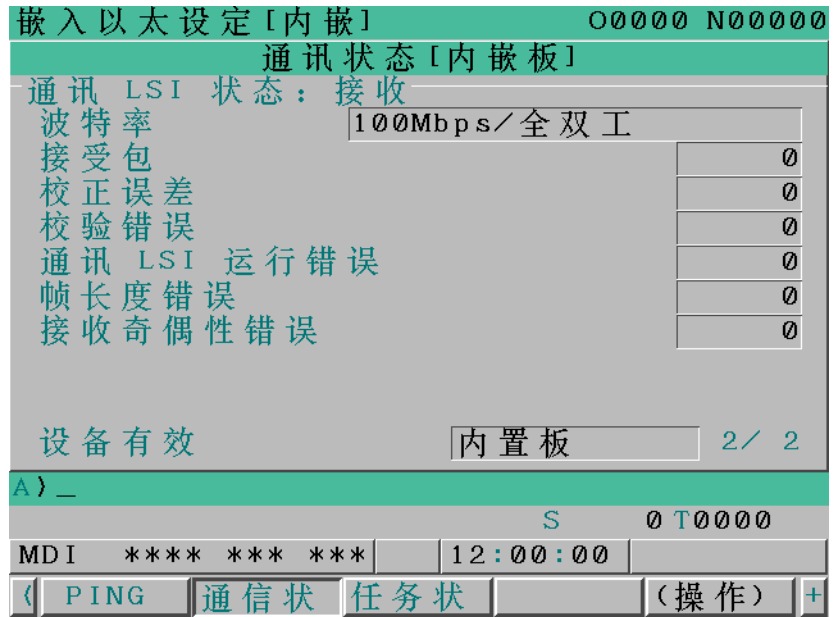 嵌入以太设定[内嵌] O0000 N00000
通讯状态[内嵌板]
通讯 LSI 状态: 接收
波特率 100Mbps/全双工
接受包 0
校正误差 0
校验错误 0
通讯 LSI 运行错误 0
帧长度错误 0
接收奇偶性错误 0
设备有效 内置板 2/ 2
A)_
S 0 T0000
MDI **** *** *** 12:00:00
( PING 通信状 任务状 (操作) +